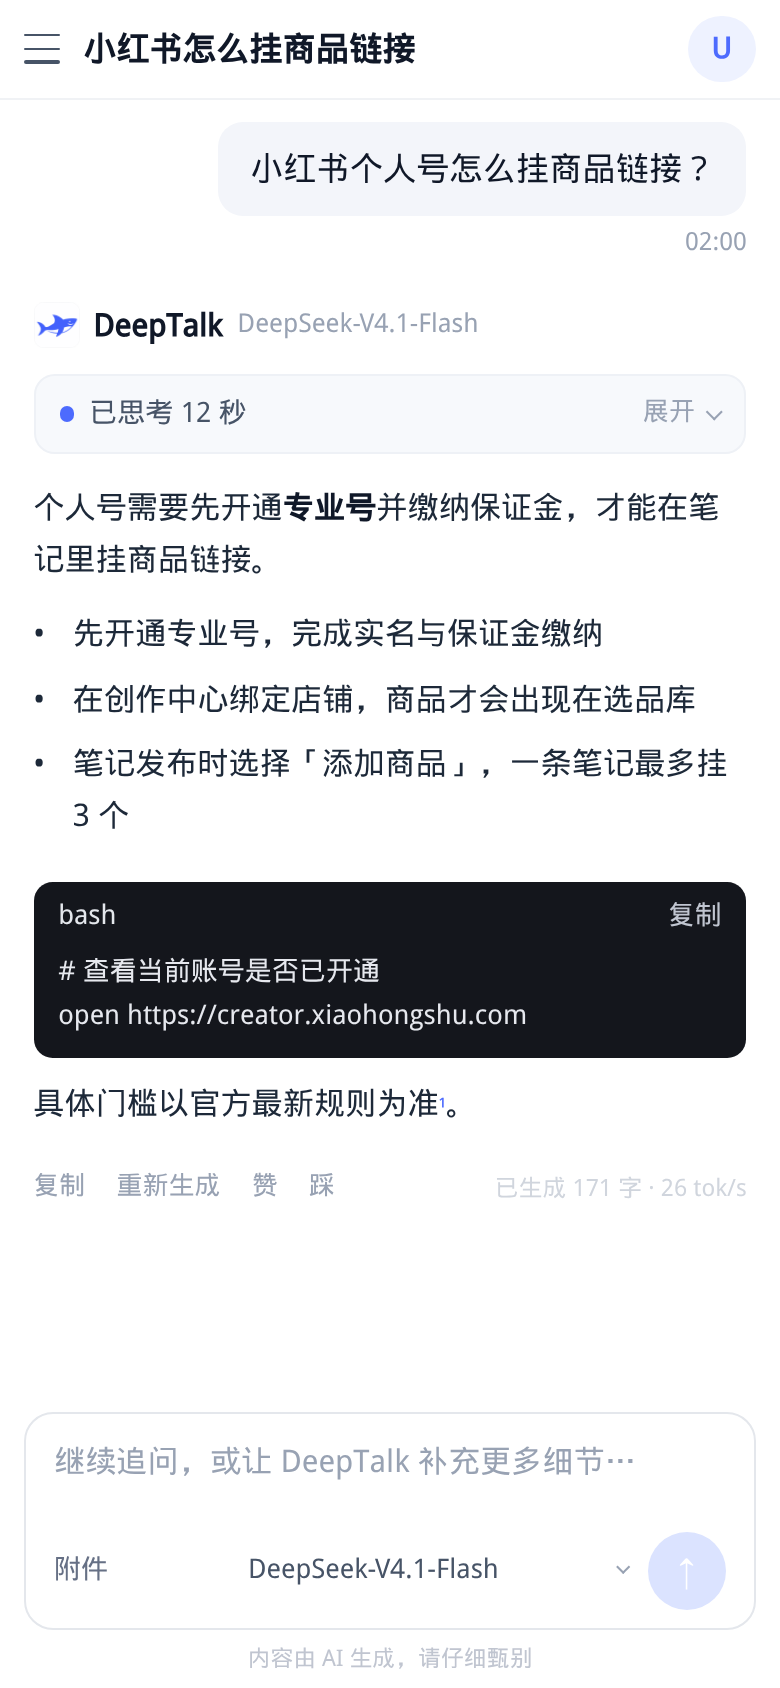 小红书怎么挂商品链接
U
小红书个人号怎么挂商品链接？
02:00
DeepTalk DeepSeek-V4.1-Flash
已思考 12 秒 展开
个人号需要先开通专业号并缴纳保证金，才能在笔
记里挂商品链接。
• 先开通专业号，完成实名与保证金缴纳
• 在创作中心绑定店铺，商品才会出现在选品库
• 笔记发布时选择「添加商品」，一条笔记最多挂
3 个
bash 复制
# 查看当前账号是否已开通
open https://creator.xiaohongshu.com
具体门槛以官方最新规则为准¹。
复制 重新生成 赞 踩 已生成 171 字 · 26 tok/s
继续追问，或让 DeepTalk 补充更多细节…
附件 DeepSeek-V4.1-Flash ↑
内容由 AI 生成，请仔细甄别